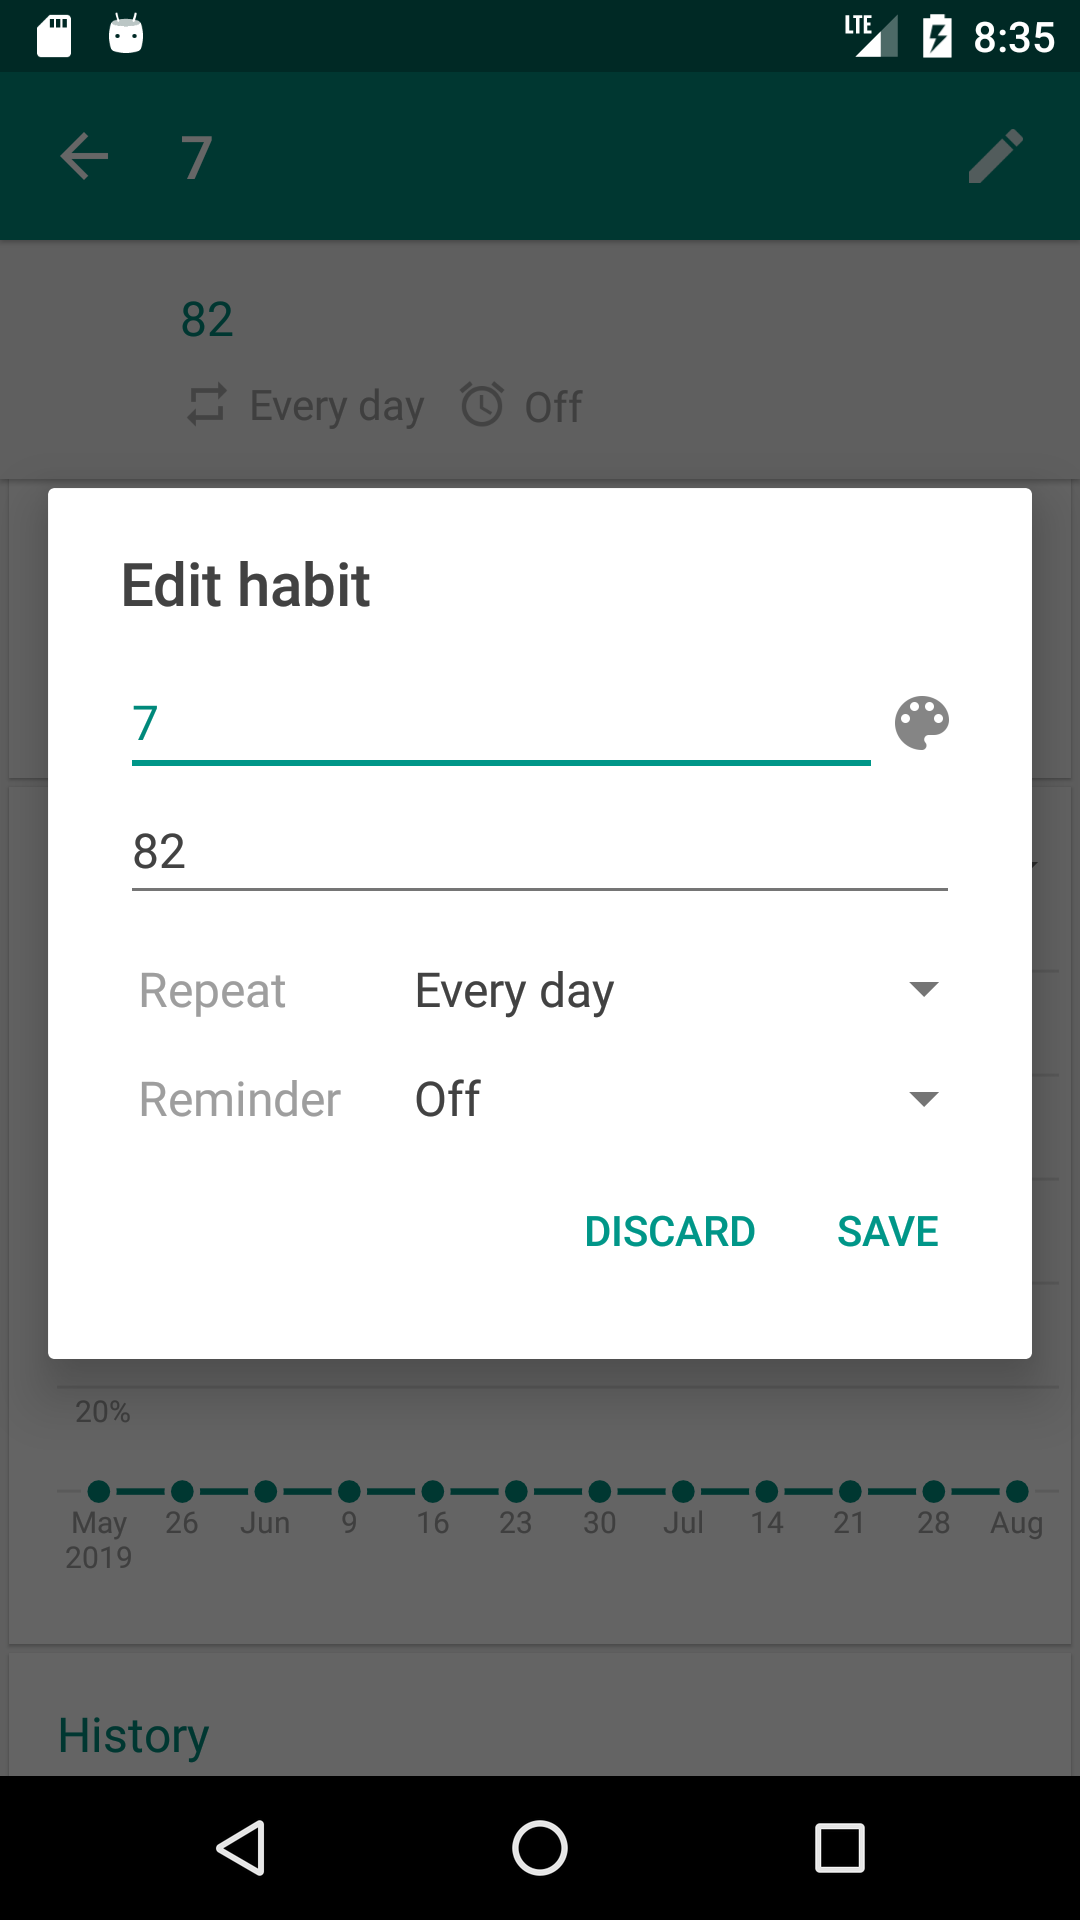 LTE 8:35
7
82
Every day Off
Edit habit
7
82
Repeat Every day
Reminder Off
DISCARD SAVE
20%
May 26 Jun 9 16 23 30 Jul 14 21 28 Aug
2019
History